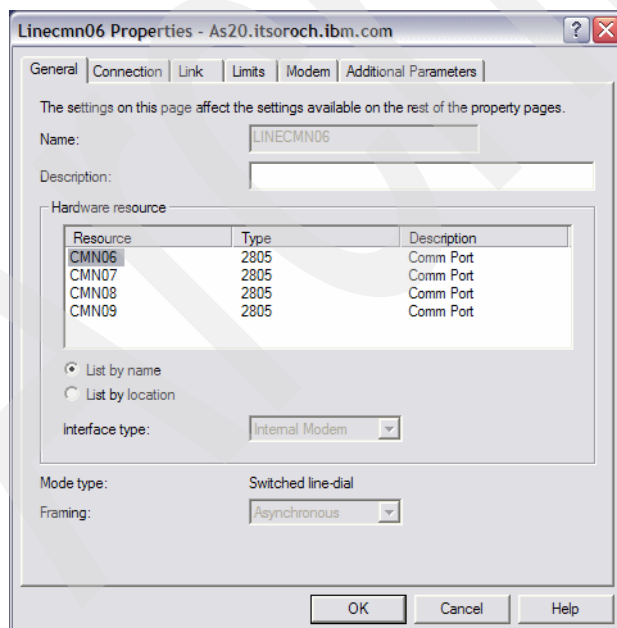 Linecmn06 Properties - As20.itsoroch.ibm.com
General Connection Link Limits Modem Additional Parameters
The settings on this page affect the settings available on the rest of the property pages.
Name: LINECMN06
Description:
Hardware resource
Resource Type Description
CMN06 2805 Comm Port
CMN07 2805 Comm Port
CMN08 2805 Comm Port
CMN09 2805 Comm Port
List by name
List by location
Interface type: Internal Modem
Mode type: Switched line-dial
Framing: Asynchronous
OK Cancel Help